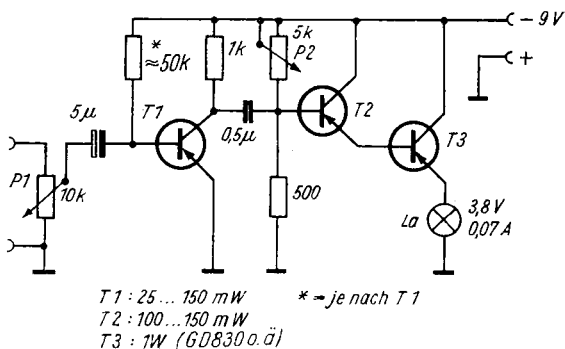 − 9V
+
*
≈50k
1k
5k
P2
5µ
T1
0,5µ
T2
T3
P1
10k
500
La
3,8V
0,07A
T1 : 25 ... 150 mW
* = je nach T1
T2 : 100 ... 150 mW
T3 : 1W (GD830 o. ä)